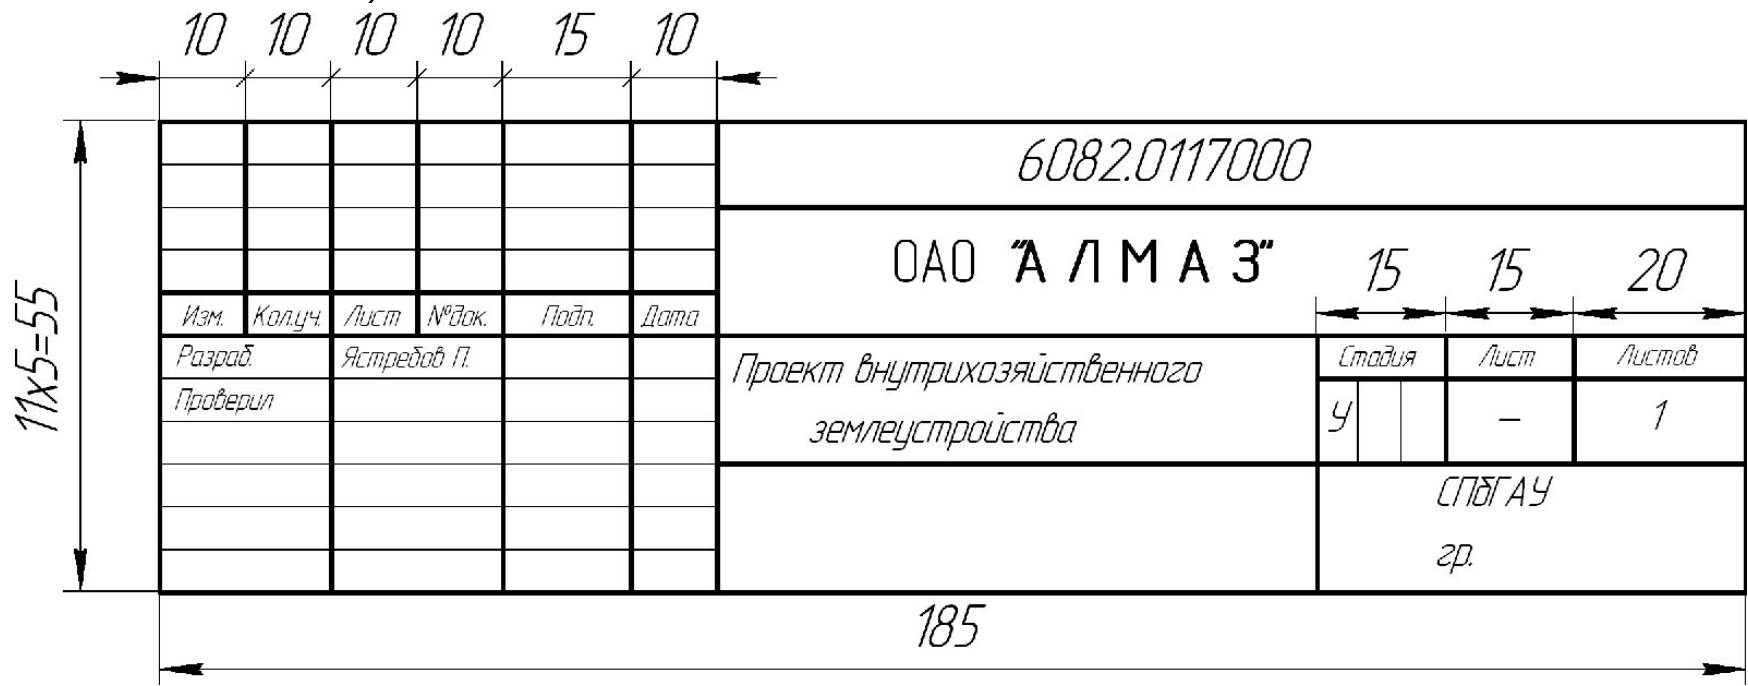 10 10 10 10 15 10
6082.0117000
ОАО "АЛМАЗ"
15 15 20
11х5=55
Изм. Кол.уч. Лист №док. Подп. Дата
Разраб. Ястребов П.
Проверил
Проект внутрихозяйственного
землеустройства
Стадия Лист Листов
У – 1
СПбГАУ
гр.
185